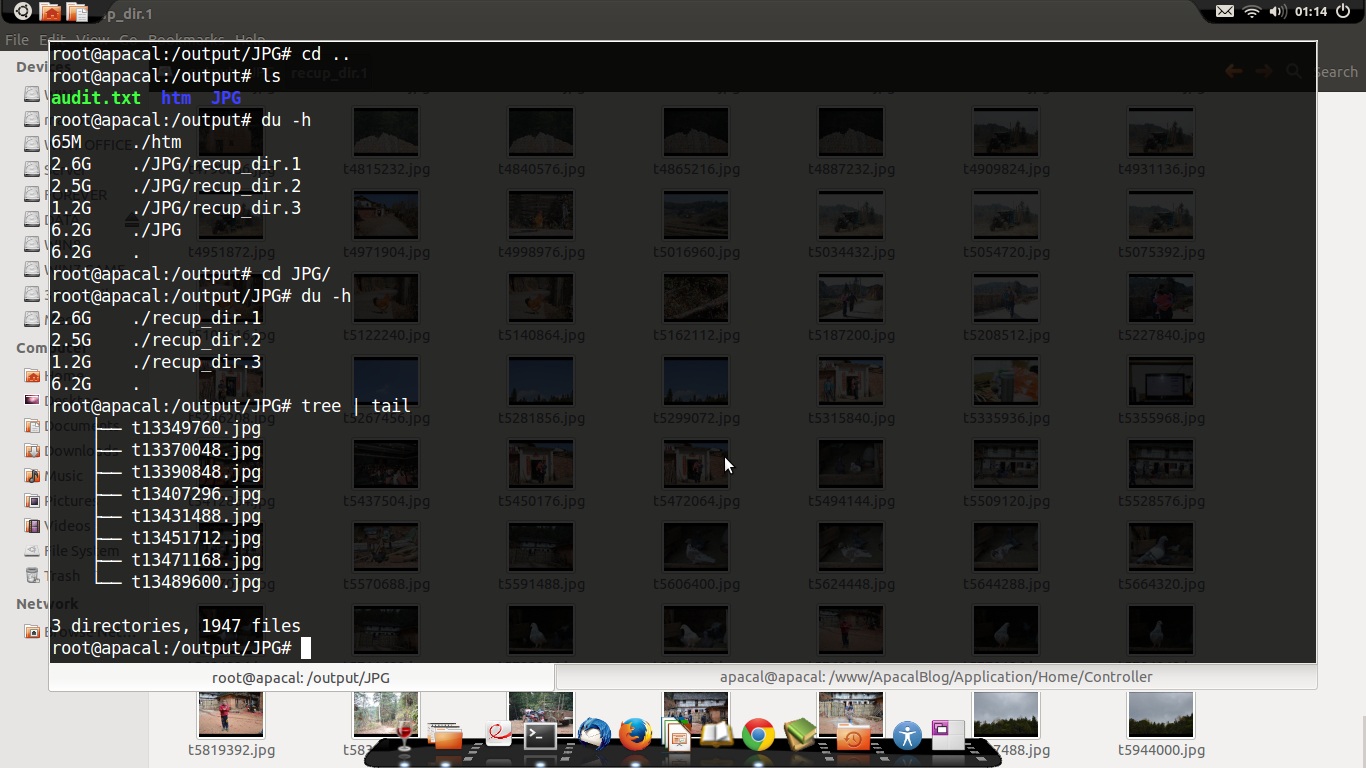 up_dir.1
01:14
File Edit View Go Bookmarks Help
root@apacal:/output/JPG# cd ..
root@apacal:/output# ls
audit.txt htm JPG
root@apacal:/output# du -h
65M ./htm
2.6G ./JPG/recup_dir.1
2.5G ./JPG/recup_dir.2
1.2G ./JPG/recup_dir.3
6.2G ./JPG
6.2G .
root@apacal:/output# cd JPG/
root@apacal:/output/JPG# du -h
2.6G ./recup_dir.1
2.5G ./recup_dir.2
1.2G ./recup_dir.3
6.2G .
root@apacal:/output/JPG# tree | tail
├── t13349760.jpg
├── t13370048.jpg
├── t13390848.jpg
├── t13407296.jpg
├── t13431488.jpg
├── t13451712.jpg
├── t13471168.jpg
└── t13489600.jpg
3 directories, 1947 files
root@apacal:/output/JPG#
root@apacal: /output/JPG
apacal@apacal: /www/ApacalBlog/Application/Home/Controller
recup_dir.1
Search
Devices
OFFICE
FOREVER
Computer
Documents
Downloads
Music
Pictures
Videos
File System
Trash
Network
t4815232.jpg t4840576.jpg t4865216.jpg t4887232.jpg t4909824.jpg t4931136.jpg
t4951872.jpg t4971904.jpg t4998976.jpg t5016960.jpg t5034432.jpg t5054720.jpg t5075392.jpg
t5122240.jpg t5140864.jpg t5162112.jpg t5187200.jpg t5208512.jpg t5227840.jpg
t5267456.jpg t5281856.jpg t5299072.jpg t5315840.jpg t5335936.jpg t5355968.jpg
t5437504.jpg t5450176.jpg t5472064.jpg t5494144.jpg t5509120.jpg t5528576.jpg
t5570688.jpg t5591488.jpg t5606400.jpg t5624448.jpg t5644288.jpg t5664320.jpg
t5819392.jpg t5944000.jpg